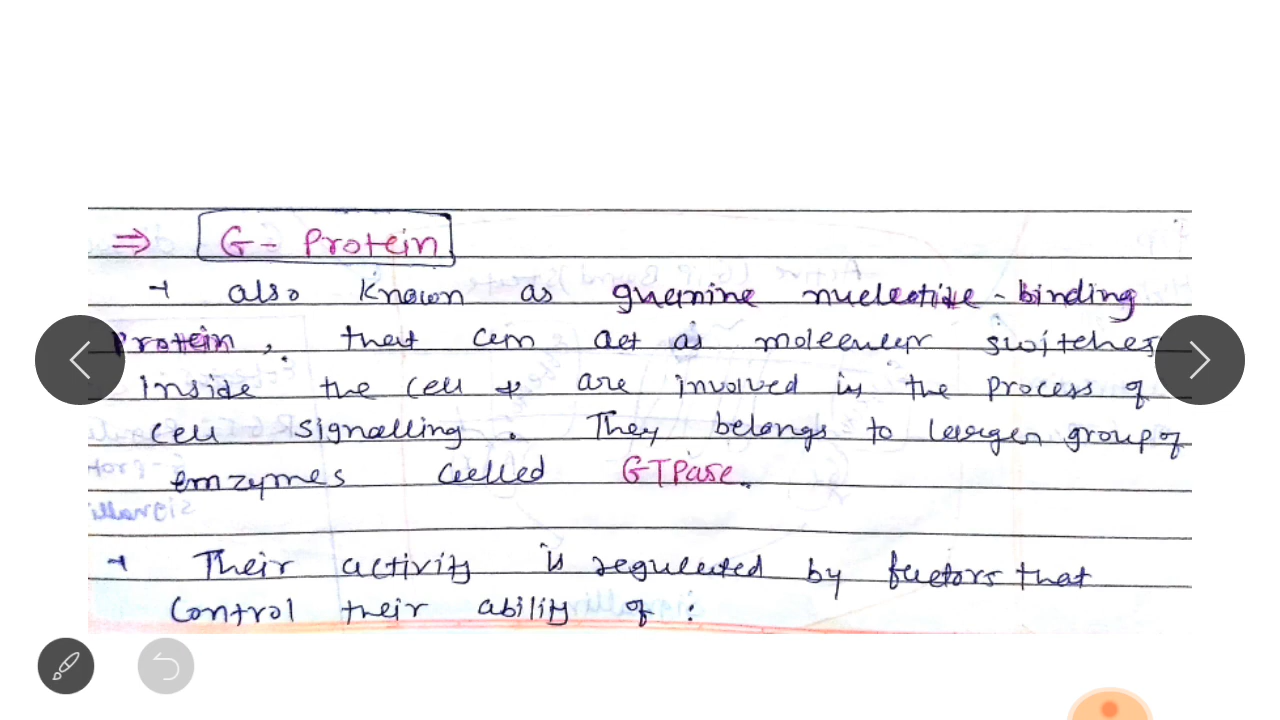 ⇒ G- Protein
→ also known as guanine nucleotide-binding
Protein, that can act as molecular switches
inside the cell & are involved in the process of
cell signalling. They belongs to larger group of
enzymes called GTPase.
→ Their activity is regulated by factors that
control their ability of :